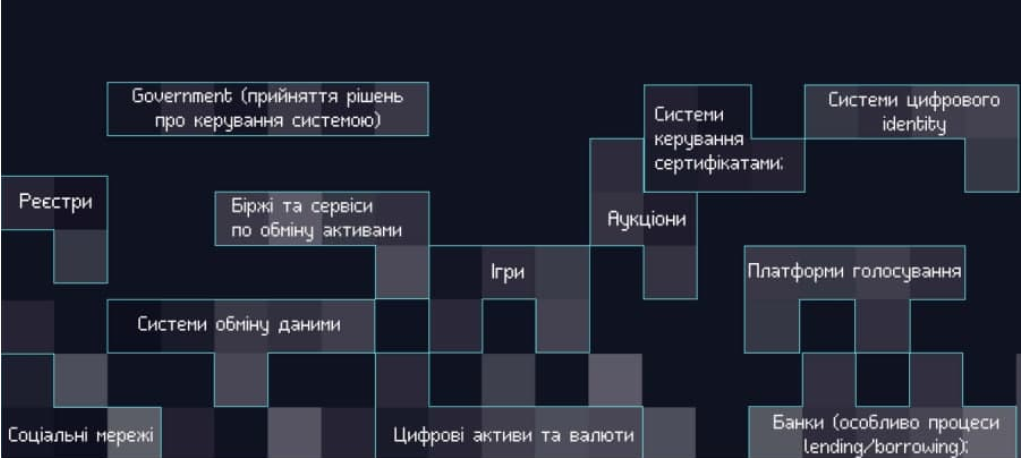 Government (прийняття рішень
про керування системою)
Системи
керування
сертифікатами;
Системи цифрового
identity
Реєстри
Біржі та сервіси
по обміну активами
Аукціони
Ігри
Платформи голосування
Системи обміну даними
Соціальні мережі
Цифрові активи та валюти
Банки (особливо процеси
lending/borrowing);